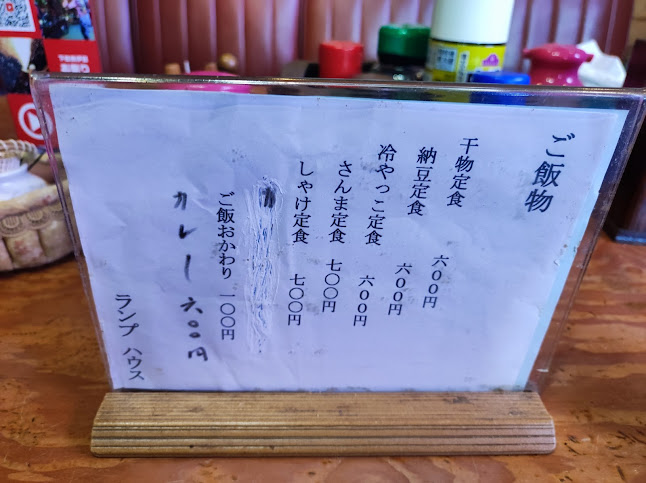 ご飯物
干物定食 六〇〇円
納豆定食 六〇〇円
冷やっこ定食 六〇〇円
さんま定食 七〇〇円
しゃけ定食 七〇〇円
ご飯おかわり 一〇〇円
カレー 六〇〇円
ランプ ハウス